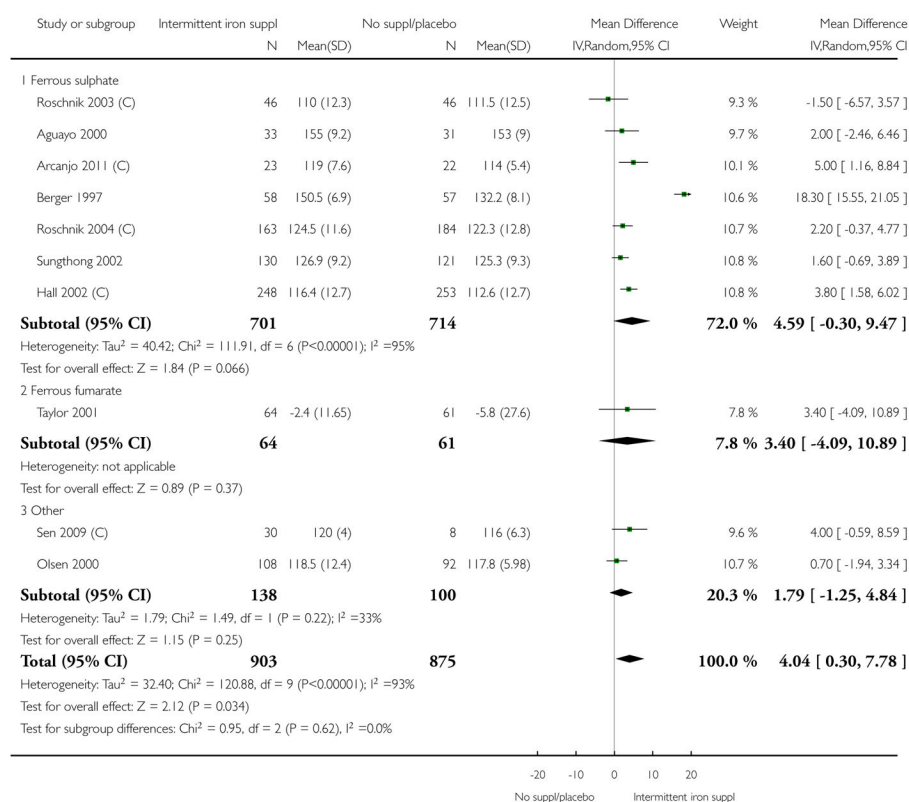 Study or subgroup Intermittent iron suppl No suppl/placebo Mean Difference Weight Mean Difference
N Mean(SD) N Mean(SD) IV,Random,95% CI IV,Random,95% CI
1 Ferrous sulphate
Roschnik 2003 (C) 46 110 (12.3) 46 111.5 (12.5) 9.3 % -1.50 [ -6.57, 3.57 ]
Aguayo 2000 33 155 (9.2) 31 153 (9) 9.7 % 2.00 [ -2.46, 6.46 ]
Arcanjo 2011 (C) 23 119 (7.6) 22 114 (5.4) 10.1 % 5.00 [ 1.16, 8.84 ]
Berger 1997 58 150.5 (6.9) 57 132.2 (8.1) 10.6 % 18.30 [ 15.55, 21.05 ]
Roschnik 2004 (C) 163 124.5 (11.6) 184 122.3 (12.8) 10.7 % 2.20 [ -0.37, 4.77 ]
Sungthong 2002 130 126.9 (9.2) 121 125.3 (9.3) 10.8 % 1.60 [ -0.69, 3.89 ]
Hall 2002 (C) 248 116.4 (12.7) 253 112.6 (12.7) 10.8 % 3.80 [ 1.58, 6.02 ]
Subtotal (95% CI) 701 714 72.0 % 4.59 [ -0.30, 9.47 ]
Heterogeneity: Tau² = 40.42; Chi² = 111.91, df = 6 (P<0.00001); I² =95%
Test for overall effect: Z = 1.84 (P = 0.066)
2 Ferrous fumarate
Taylor 2001 64 -2.4 (11.65) 61 -5.8 (27.6) 7.8 % 3.40 [ -4.09, 10.89 ]
Subtotal (95% CI) 64 61 7.8 % 3.40 [ -4.09, 10.89 ]
Heterogeneity: not applicable
Test for overall effect: Z = 0.89 (P = 0.37)
3 Other
Sen 2009 (C) 30 120 (4) 8 116 (6.3) 9.6 % 4.00 [ -0.59, 8.59 ]
Olsen 2000 108 118.5 (12.4) 92 117.8 (5.98) 10.7 % 0.70 [ -1.94, 3.34 ]
Subtotal (95% CI) 138 100 20.3 % 1.79 [ -1.25, 4.84 ]
Heterogeneity: Tau² = 1.79; Chi² = 1.49, df = 1 (P = 0.22); I² =33%
Test for overall effect: Z = 1.15 (P = 0.25)
Total (95% CI) 903 875 100.0 % 4.04 [ 0.30, 7.78 ]
Heterogeneity: Tau² = 32.40; Chi² = 120.88, df = 9 (P<0.00001); I² =93%
Test for overall effect: Z = 2.12 (P = 0.034)
Test for subgroup differences: Chi² = 0.95, df = 2 (P = 0.62), I² =0.0%
-20 -10 0 10 20
No suppl/placebo Intermittent iron suppl